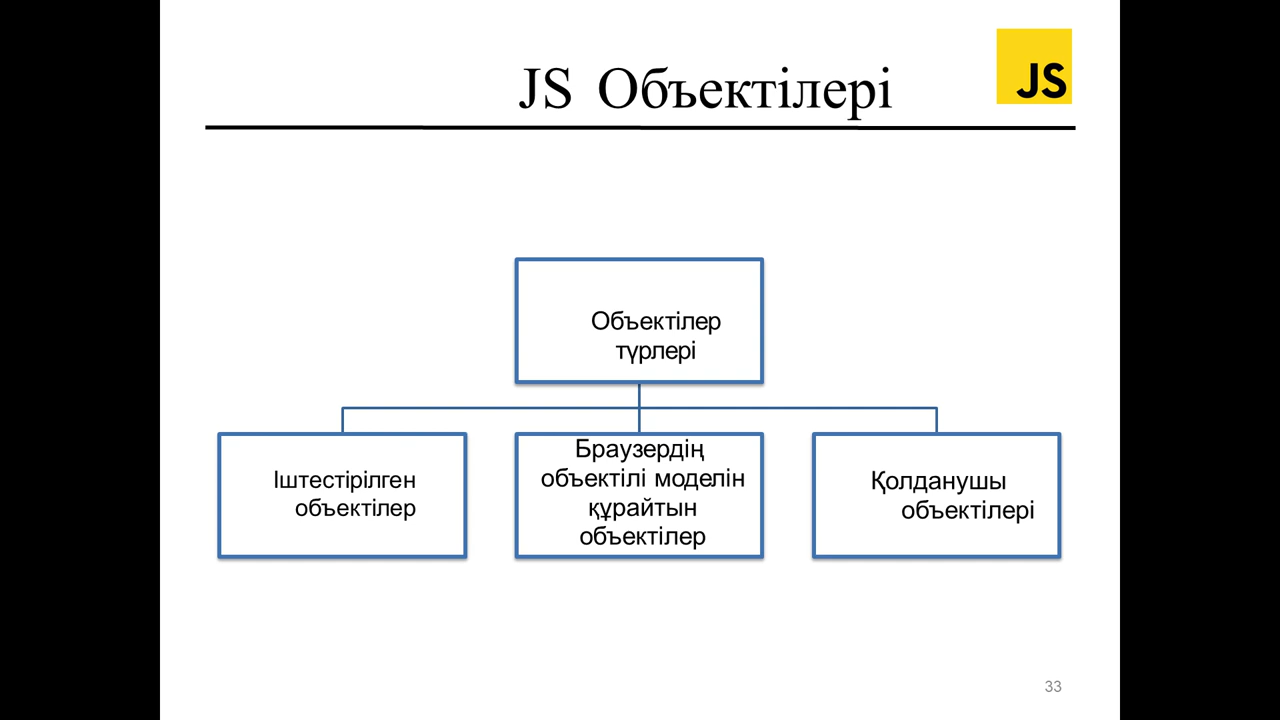 JS Объектілері
JS
Объектілер
түрлері
Іштестірілген
объектілер
Браузердің
объектілі моделін
құрайтын
объектілер
Қолданушы
объектілері
33